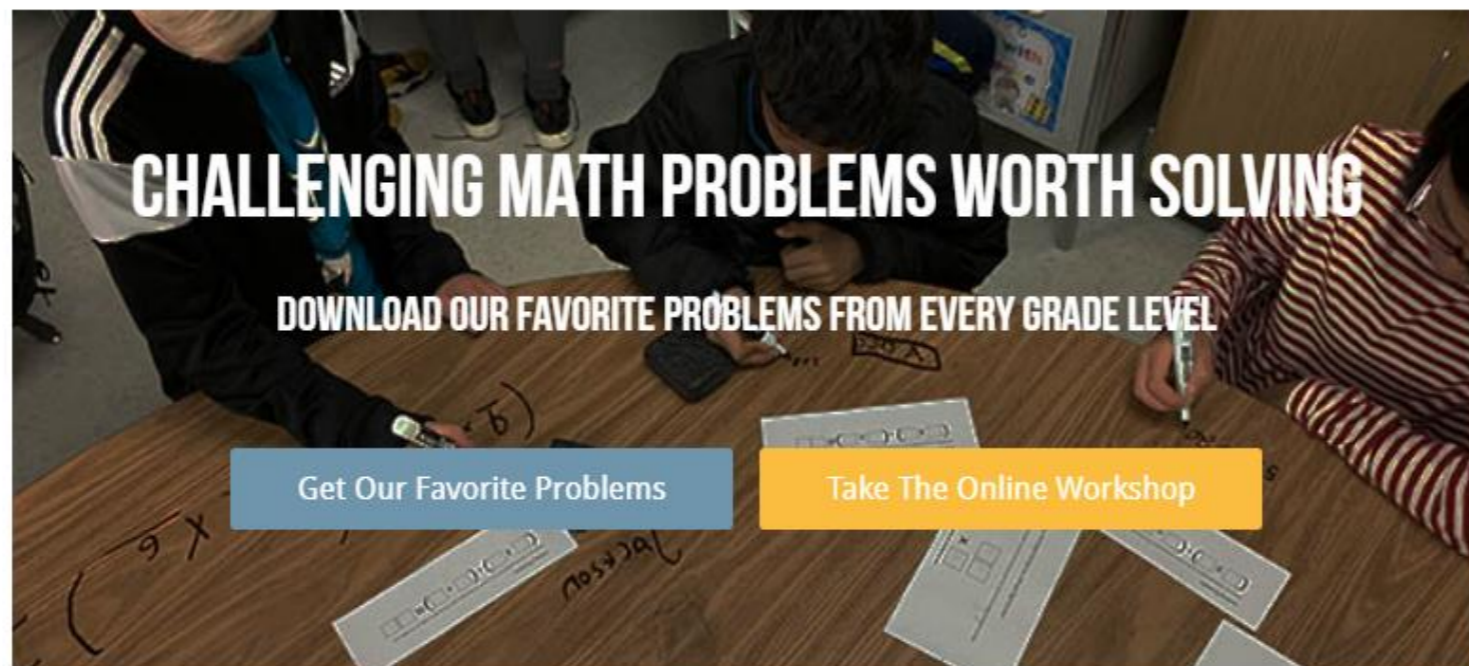 CHALLENGING MATH PROBLEMS WORTH SOLVING
DOWNLOAD OUR FAVORITE PROBLEMS FROM EVERY GRADE LEVEL
Get Our Favorite Problems
Take The Online Workshop
Jackson